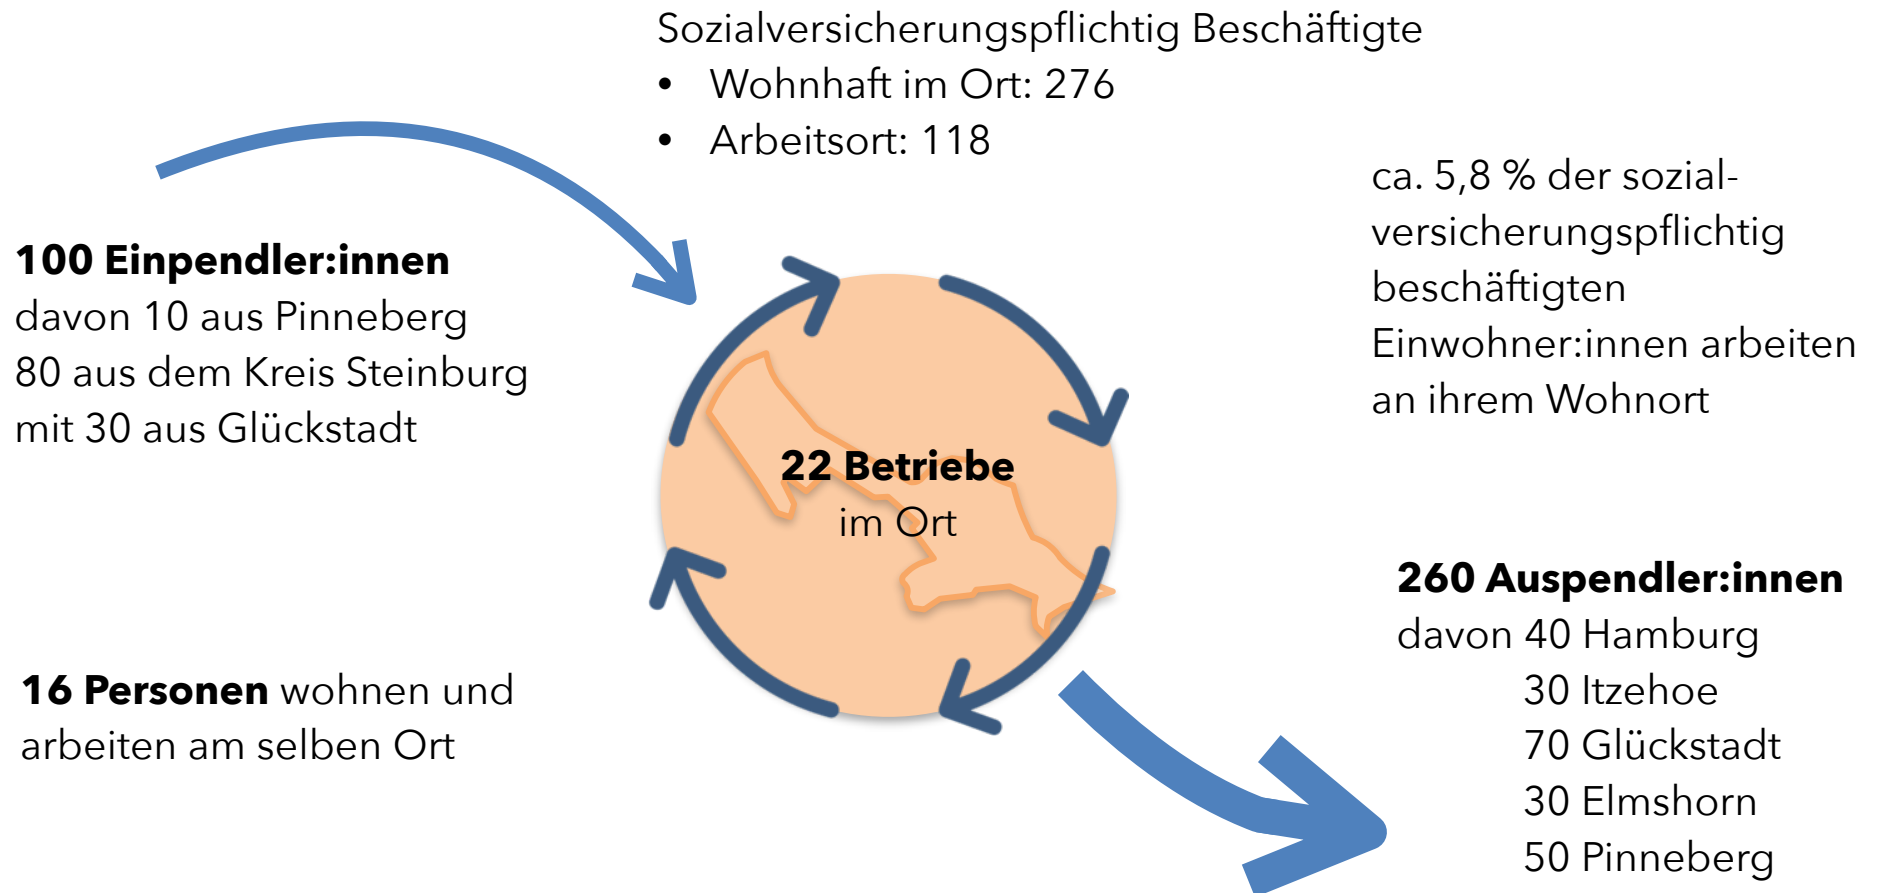 Sozialversicherungspflichtig Beschäftigte
• Wohnhaft im Ort: 276
• Arbeitsort: 118
100 Einpendler:innen
davon 10 aus Pinneberg
80 aus dem Kreis Steinburg
mit 30 aus Glückstadt
ca. 5,8 % der sozial-
versicherungspflichtig
beschäftigten
Einwohner:innen arbeiten
an ihrem Wohnort
22 Betriebe
im Ort
16 Personen wohnen und
arbeiten am selben Ort
260 Auspendler:innen
davon 40 Hamburg
30 Itzehoe
70 Glückstadt
30 Elmshorn
50 Pinneberg